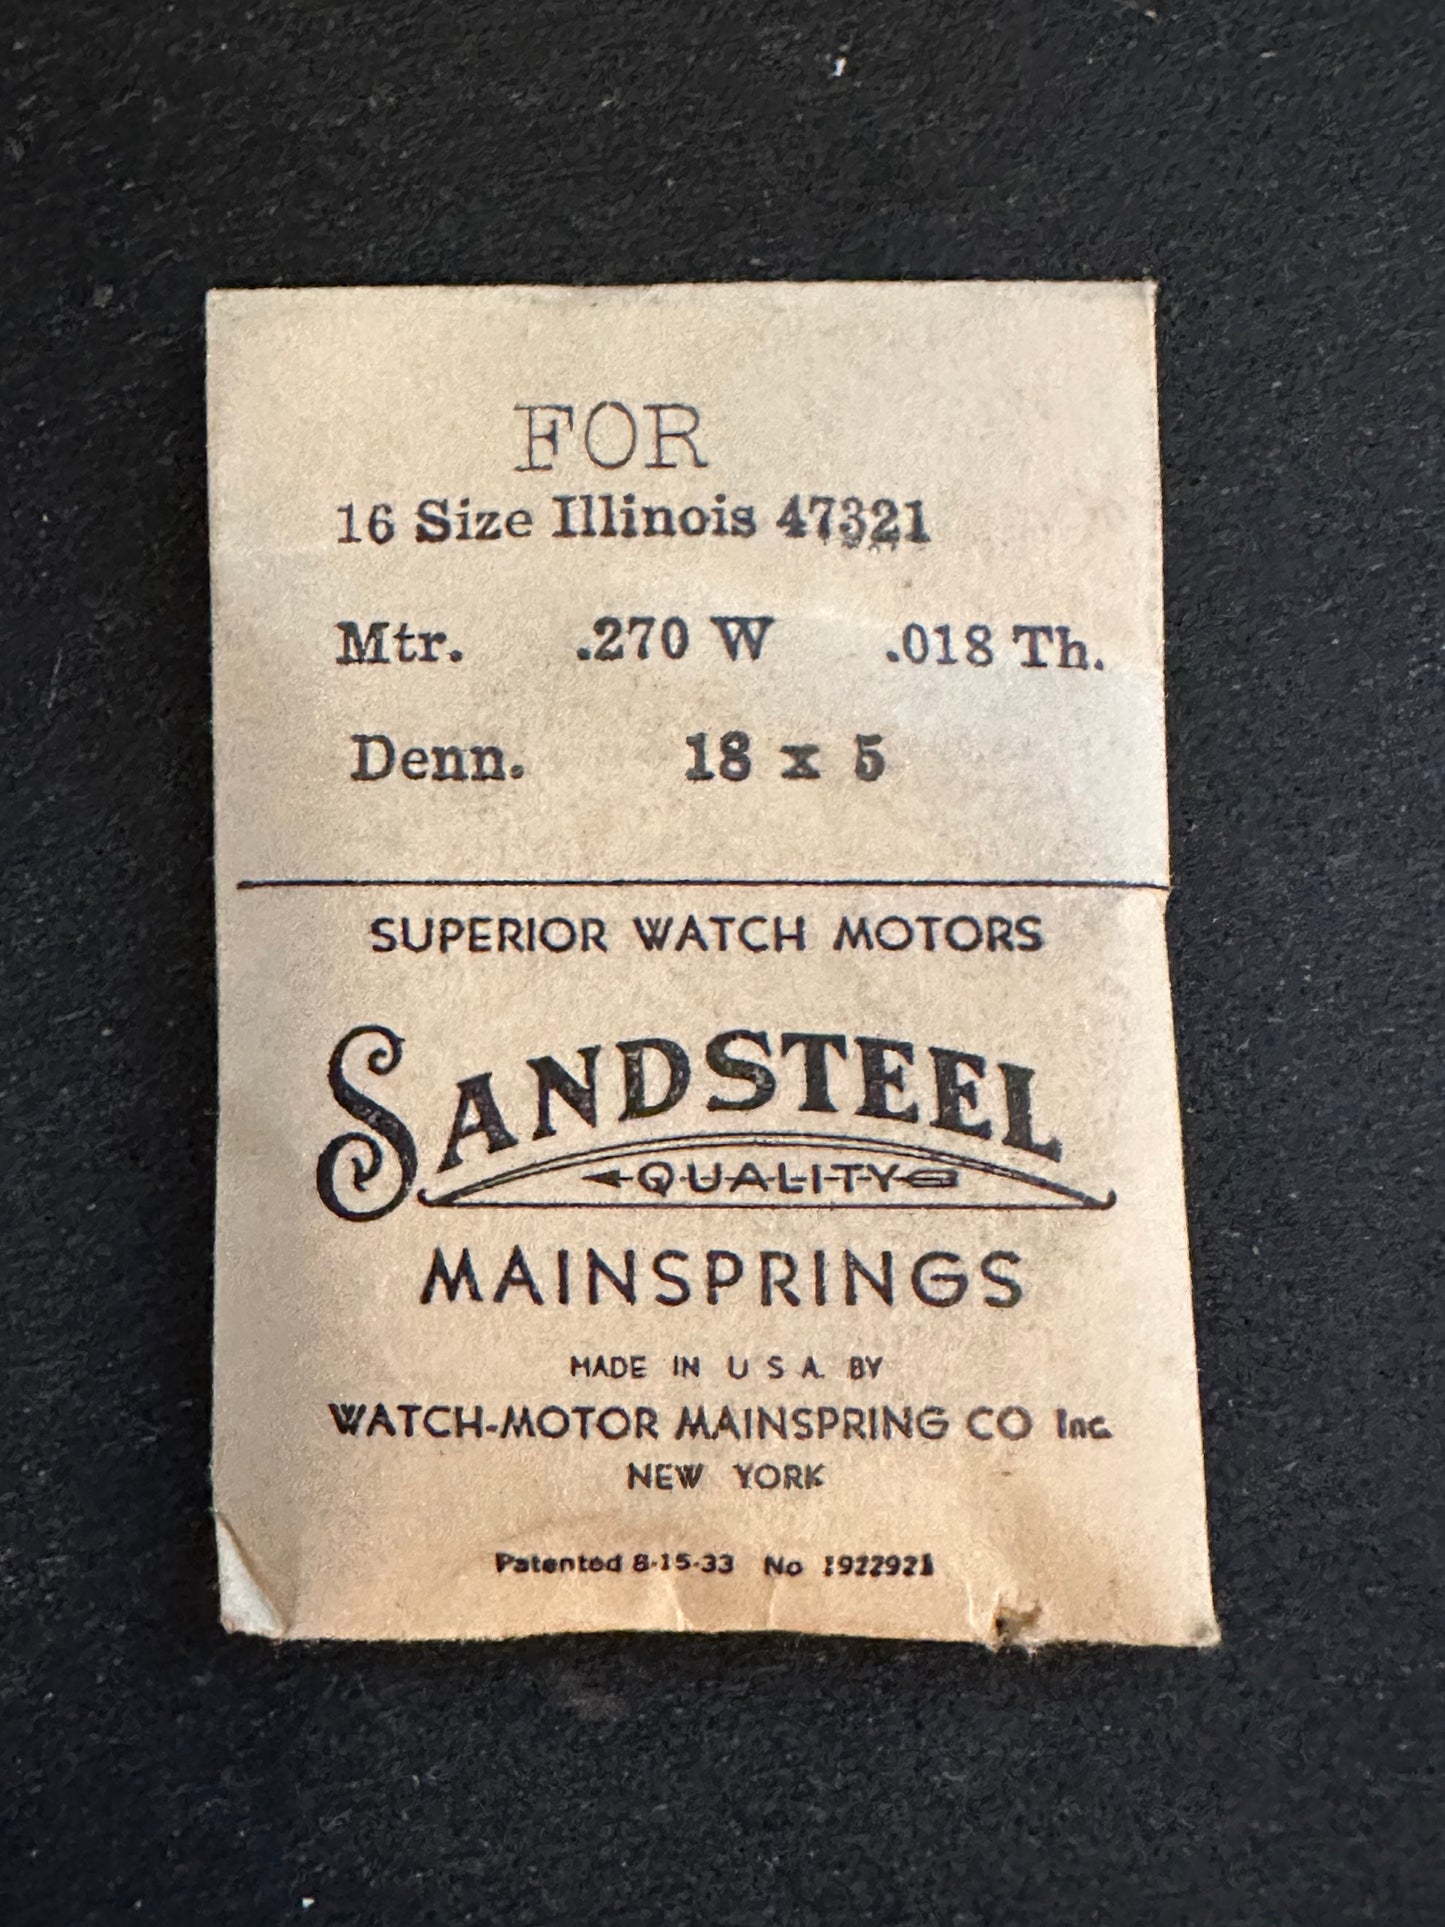 FOR
16 Size Illinois 47321
Mtr. .270 W .018 Th.
Denn. 18 x 5
SUPERIOR WATCH MOTORS
SANDSTEEL
QUALITY
MAINSPRINGS
MADE IN U S A. BY
WATCH-MOTOR MAINSPRING CO Inc.
NEW YORK
Patented 8-15-33 No 1922921